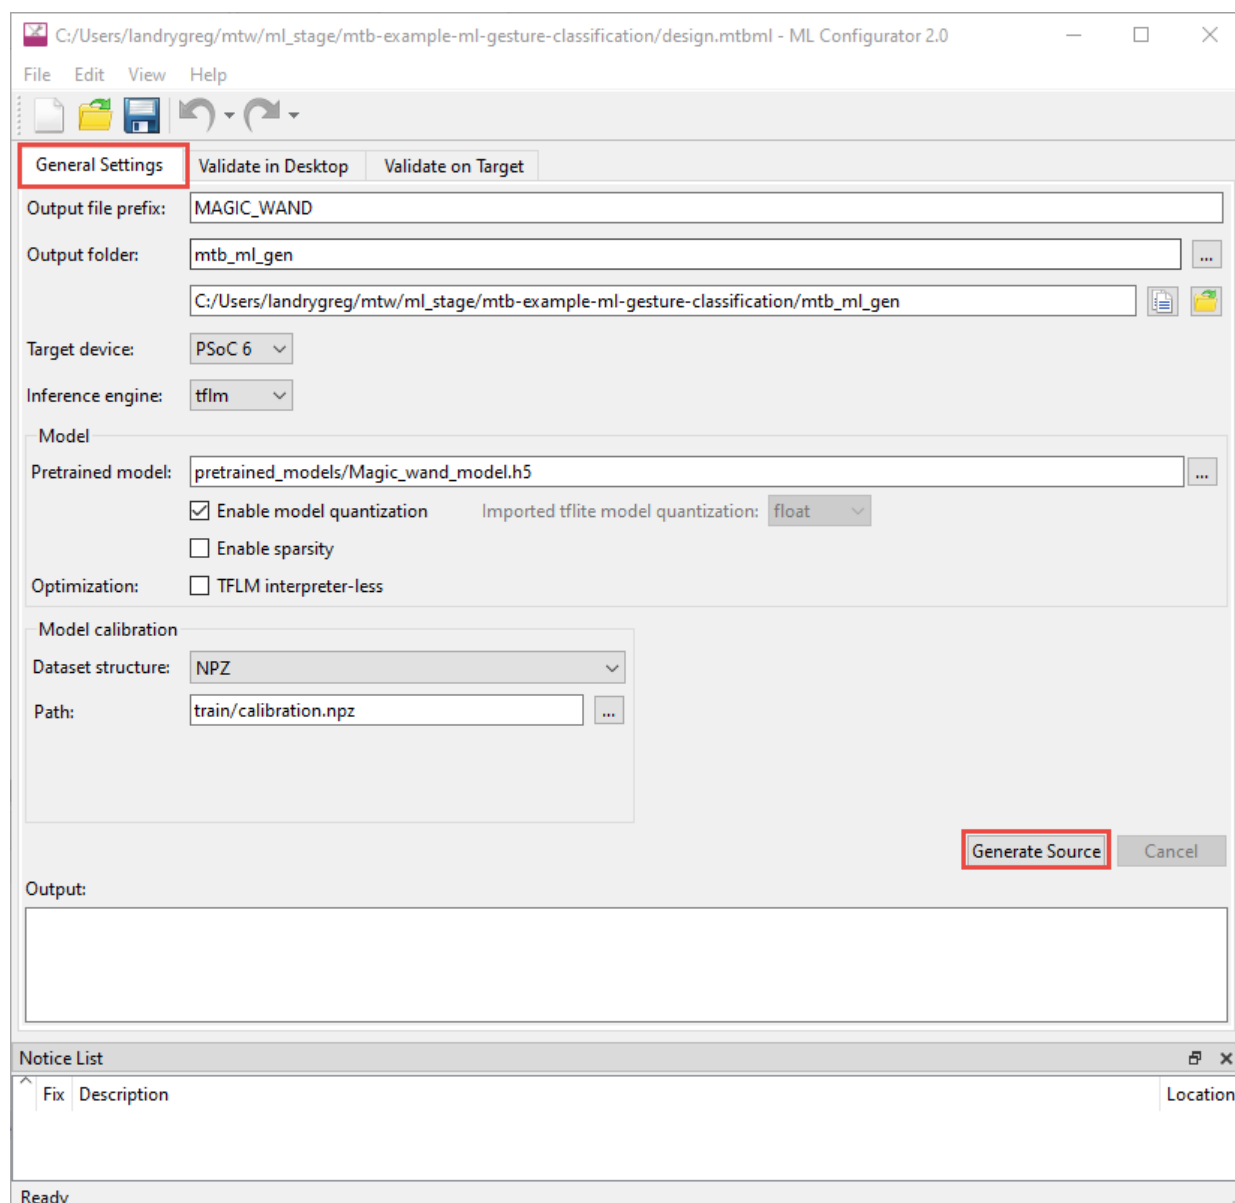 C:/Users/landrygreg/mtw/ml_stage/mtb-example-ml-gesture-classification/design.mtbml - ML Configurator 2.0
File Edit View Help
General Settings Validate in Desktop Validate on Target
Output file prefix: MAGIC_WAND
Output folder: mtb_ml_gen ...
C:/Users/landrygreg/mtw/ml_stage/mtb-example-ml-gesture-classification/mtb_ml_gen
Target device: PSoC 6
Inference engine: tflm
Model
Pretrained model: pretrained_models/Magic_wand_model.h5 ...
Enable model quantization Imported tflite model quantization: float
Enable sparsity
Optimization: TFLM interpreter-less
Model calibration
Dataset structure: NPZ
Path: train/calibration.npz ...
Generate Source Cancel
Output:
Notice List
Fix Description Location
Ready